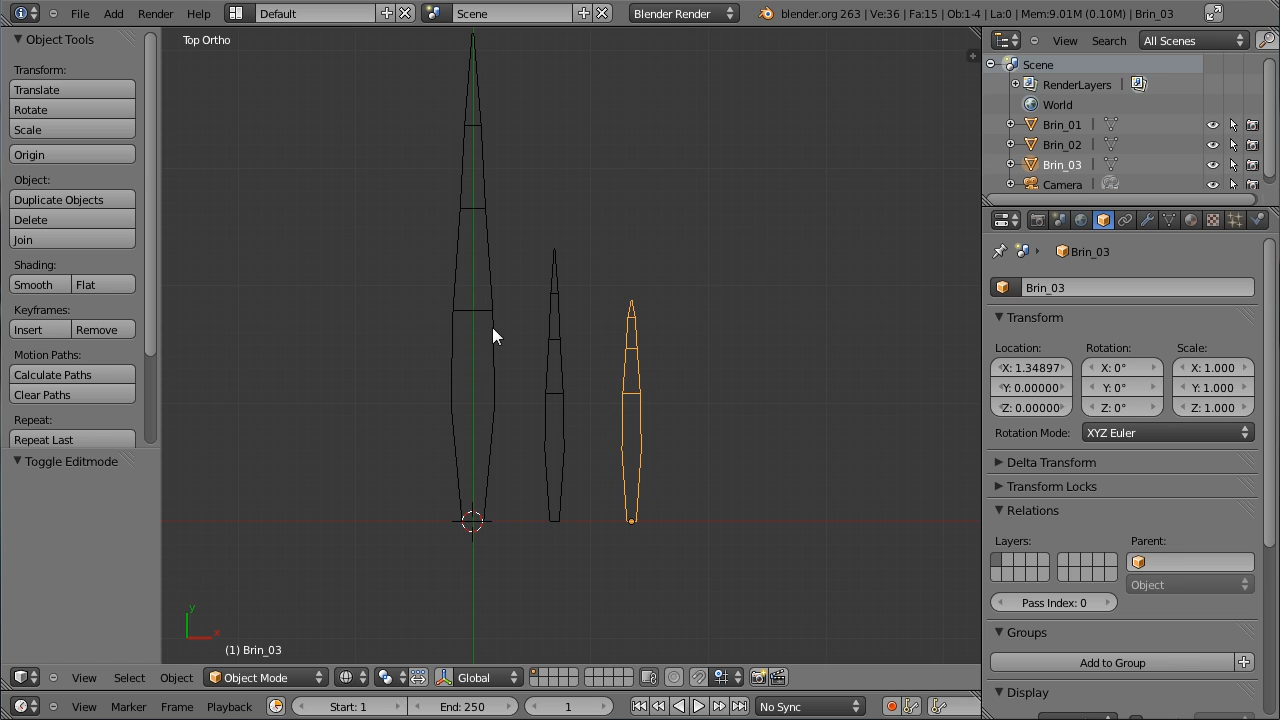 File Add Render Help Default Scene Blender Render blender.org 263 | Ve:36 | Fa:15 | Ob:1-4 | La:0 | Mem:9.01M (0.10M) | Brin_03
Object Tools
Transform:
Translate
Rotate
Scale
Origin
Object:
Duplicate Objects
Delete
Join
Shading:
Smooth Flat
Keyframes:
Insert Remove
Motion Paths:
Calculate Paths
Clear Paths
Repeat:
Repeat Last
Toggle Editmode
Top Ortho
y
x
(1) Brin_03
View Select Object Object Mode Global
View Marker Frame Playback Start: 1 End: 250 1 No Sync
View Search All Scenes
Scene
RenderLayers |
World
Brin_01 |
Brin_02 |
Brin_03 |
Camera |
Brin_03
Brin_03
Transform
Location: Rotation: Scale:
X: 1.34897 X: 0° X: 1.000
Y: 0.00000 Y: 0° Y: 1.000
Z: 0.00000 Z: 0° Z: 1.000
Rotation Mode: XYZ Euler
Delta Transform
Transform Locks
Relations
Layers: Parent:
Object
Pass Index: 0
Groups
Add to Group
Display